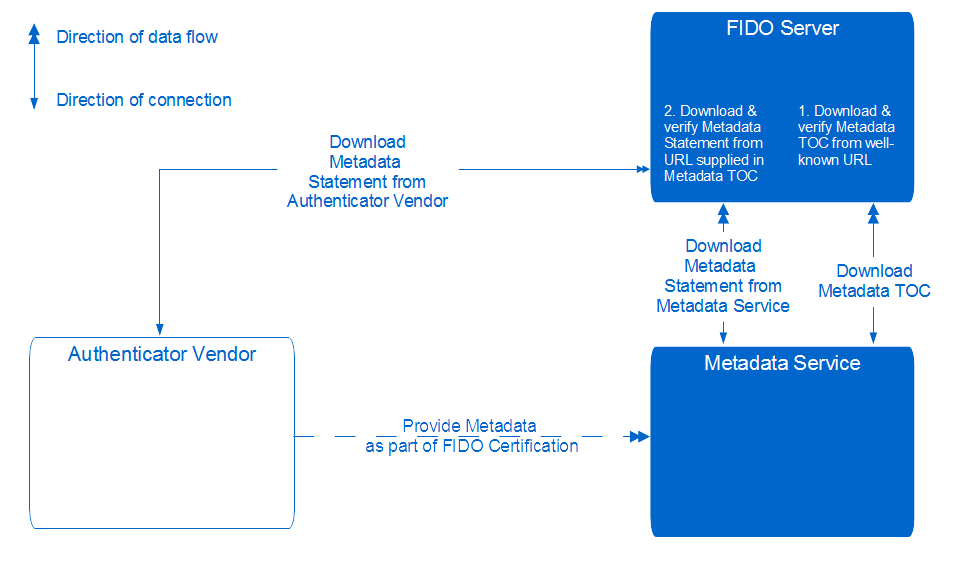 Direction of data flow
Direction of connection
FIDO Server
2. Download &
verify Metadata
Statement from
URL supplied in
Metadata TOC
1. Download &
verify Metadata
TOC from well-
known URL
Download
Metadata
Statement from
Authenticator Vendor
Download
Metadata
Statement from
Metadata Service
Download
Metadata TOC
Authenticator Vendor
Metadata Service
Provide Metadata
as part of FIDO Certification